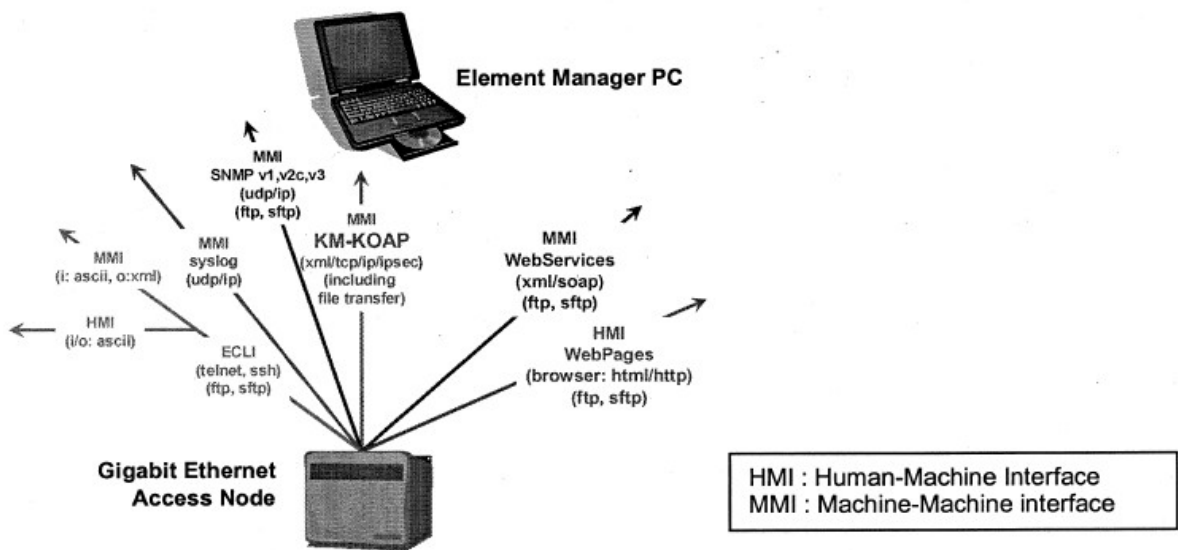 Element Manager PC
MMI
SNMP v1,v2c,v3
(udp/ip)
(ftp, sftp)
MMI
KM-KOAP
(xml/tcp/ip/ipsec)
(including
file transfer)
MMI
WebServices
(xml/soap)
(ftp, sftp)
MMI
syslog
(udp/ip)
MMI
(i: ascii, o:xml)
HMI
(i/o: ascii)
ECLI
(telnet, ssh)
(ftp, sftp)
HMI
WebPages
(browser: html/http)
(ftp, sftp)
Gigabit Ethernet
Access Node
HMI : Human-Machine Interface
MMI : Machine-Machine interface